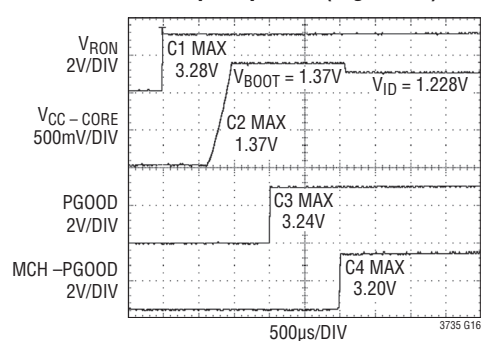 VRON
2V/DIV
C1 MAX
3.28V
VBOOT = 1.37V
VID = 1.228V
VCC – CORE
500mV/DIV
C2 MAX
1.37V
PGOOD
2V/DIV
C3 MAX
3.24V
MCH –PGOOD
2V/DIV
C4 MAX
3.20V
500µs/DIV
3735 G16